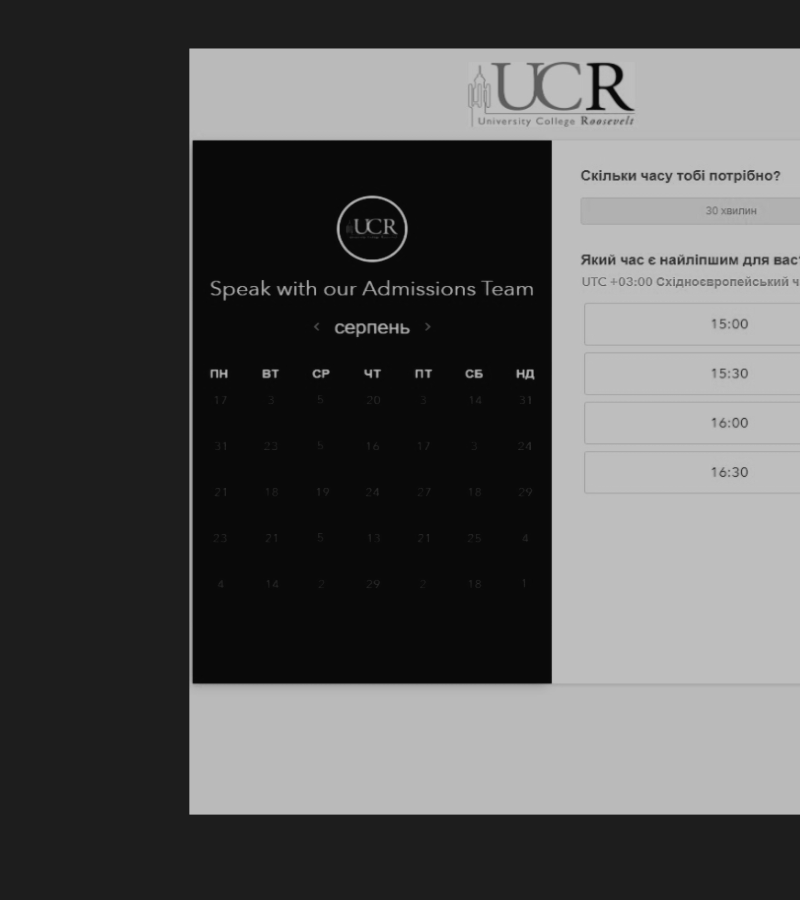 UCR
University College Roosevelt
UCR
Speak with our Admissions Team
‹ серпень ›
ПН ВТ СР ЧТ ПТ СБ НД
17 3 5 20 3 14 31
31 23 5 16 17 3 24
21 18 19 24 27 18 29
23 21 5 13 21 25 4
4 14 2 29 2 18 1
Скільки часу тобі потрібно?
30 хвилин
Який час є найліпшим для вас
UTC +03:00 Східноєвропейський ч
15:00
15:30
16:00
16:30